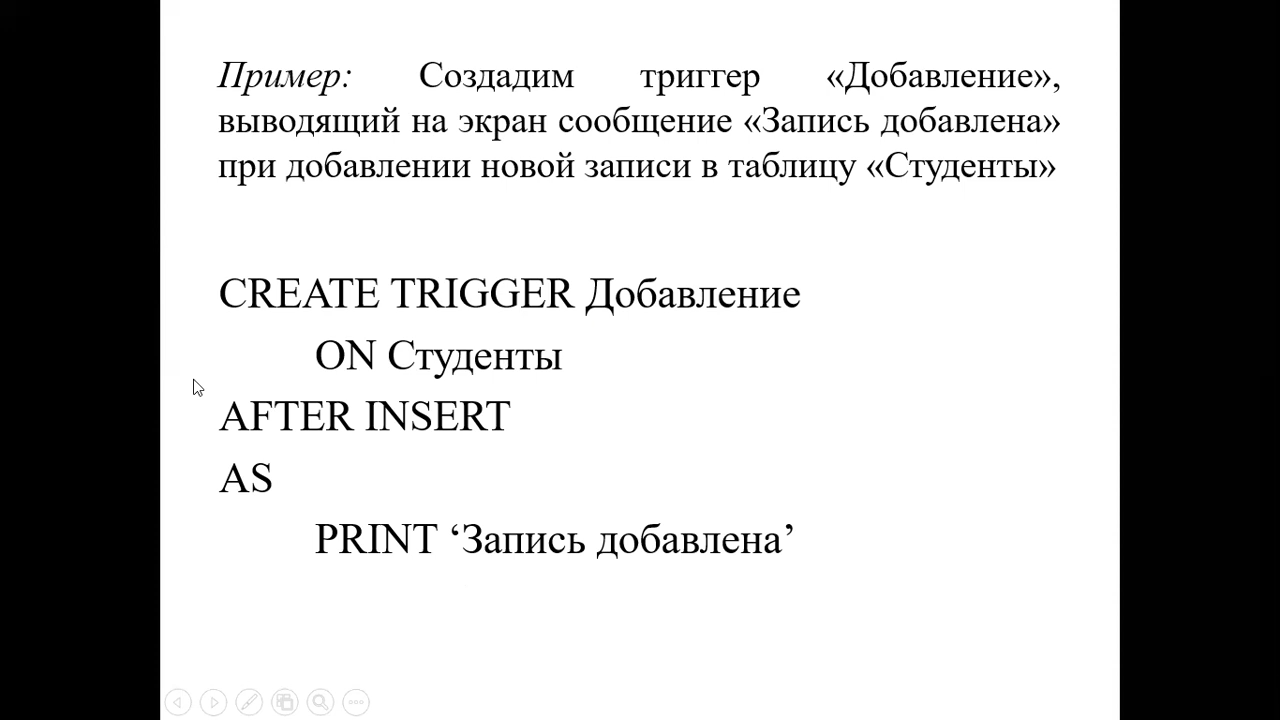 Пример: Создадим триггер «Добавление»,
выводящий на экран сообщение «Запись добавлена»
при добавлении новой записи в таблицу «Студенты»
CREATE TRIGGER Добавление
ON Студенты
AFTER INSERT
AS
PRINT ‘Запись добавлена’